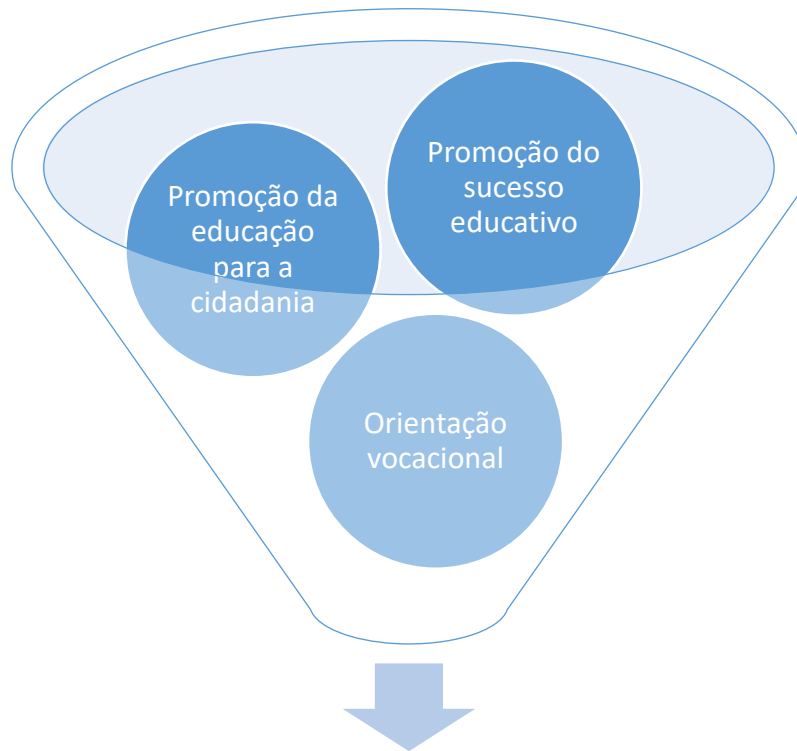 Promoção da
educação
para a
cidadania
Promoção do
sucesso
educativo
Orientação
vocacional